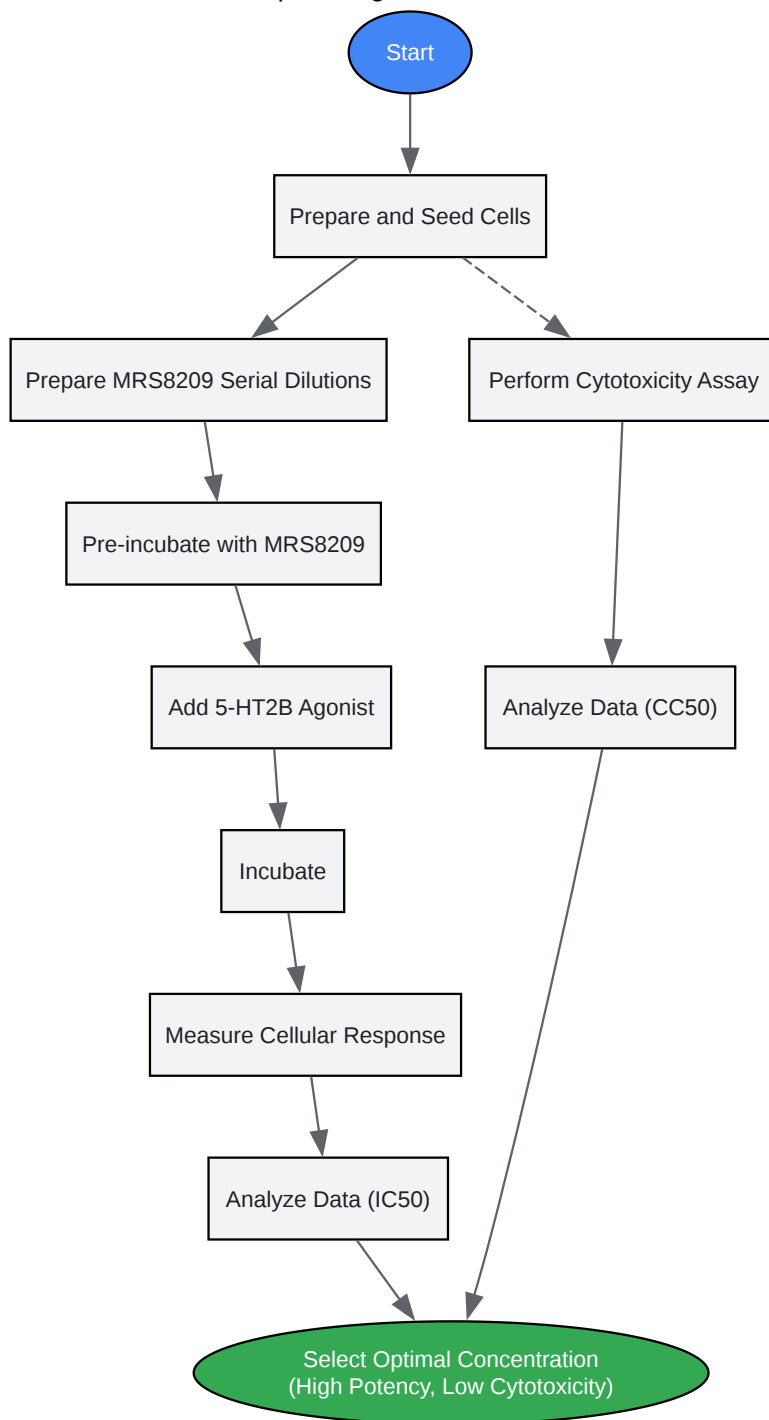 Start
Prepare and Seed Cells
Prepare MRS8209 Serial Dilutions
Perform Cytotoxicity Assay
Pre-incubate with MRS8209
Add 5-HT2B Agonist
Analyze Data (CC50)
Incubate
Measure Cellular Response
Analyze Data (IC50)
Select Optimal Concentration
(High Potency, Low Cytotoxicity)